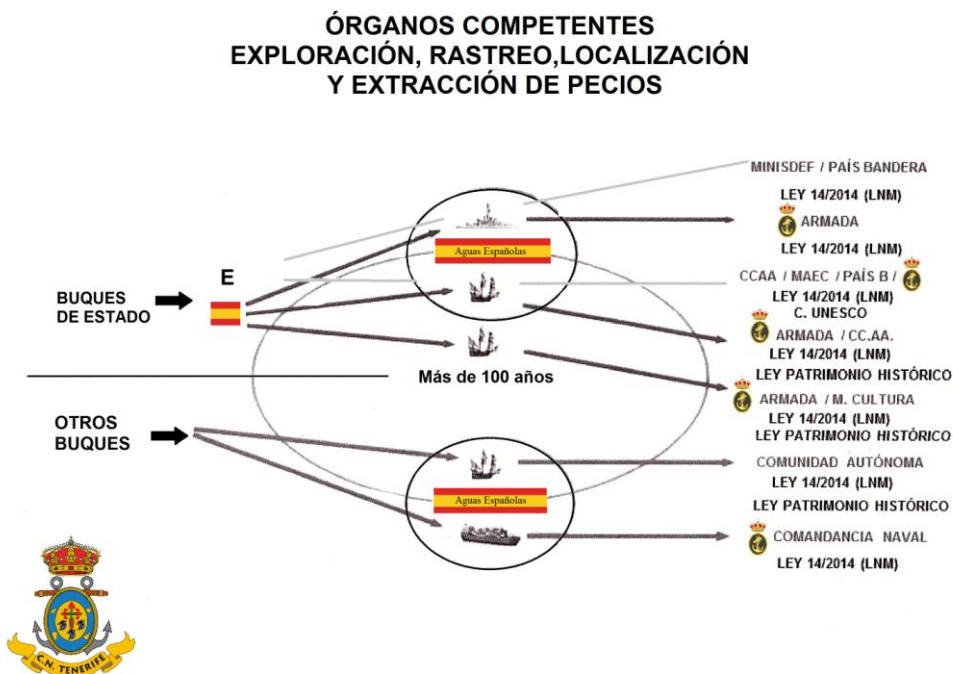 ÓRGANOS COMPETENTES
EXPLORACIÓN, RASTREO,LOCALIZACIÓN
Y EXTRACCIÓN DE PECIOS
MINISDEF / PAÍS BANDERA
LEY 14/2014 (LNM)
ARMADA
LEY 14/2014 (LNM)
Aguas Españolas
E
BUQUES
DE ESTADO
CCAA / MAEC / PAÍS B /
LEY 14/2014 (LNM)
C. UNESCO
ARMADA / CC.AA.
LEY 14/2014 (LNM)
LEY PATRIMONIO HISTÓRICO
Más de 100 años
ARMADA / M. CULTURA
LEY 14/2014 (LNM)
LEY PATRIMONIO HISTÓRICO
OTROS
BUQUES
COMUNIDAD AUTÓNOMA
LEY 14/2014 (LNM)
LEY PATRIMONIO HISTÓRICO
Aguas Españolas
COMANDANCIA NAVAL
LEY 14/2014 (LNM)
C.N. TENERIFE